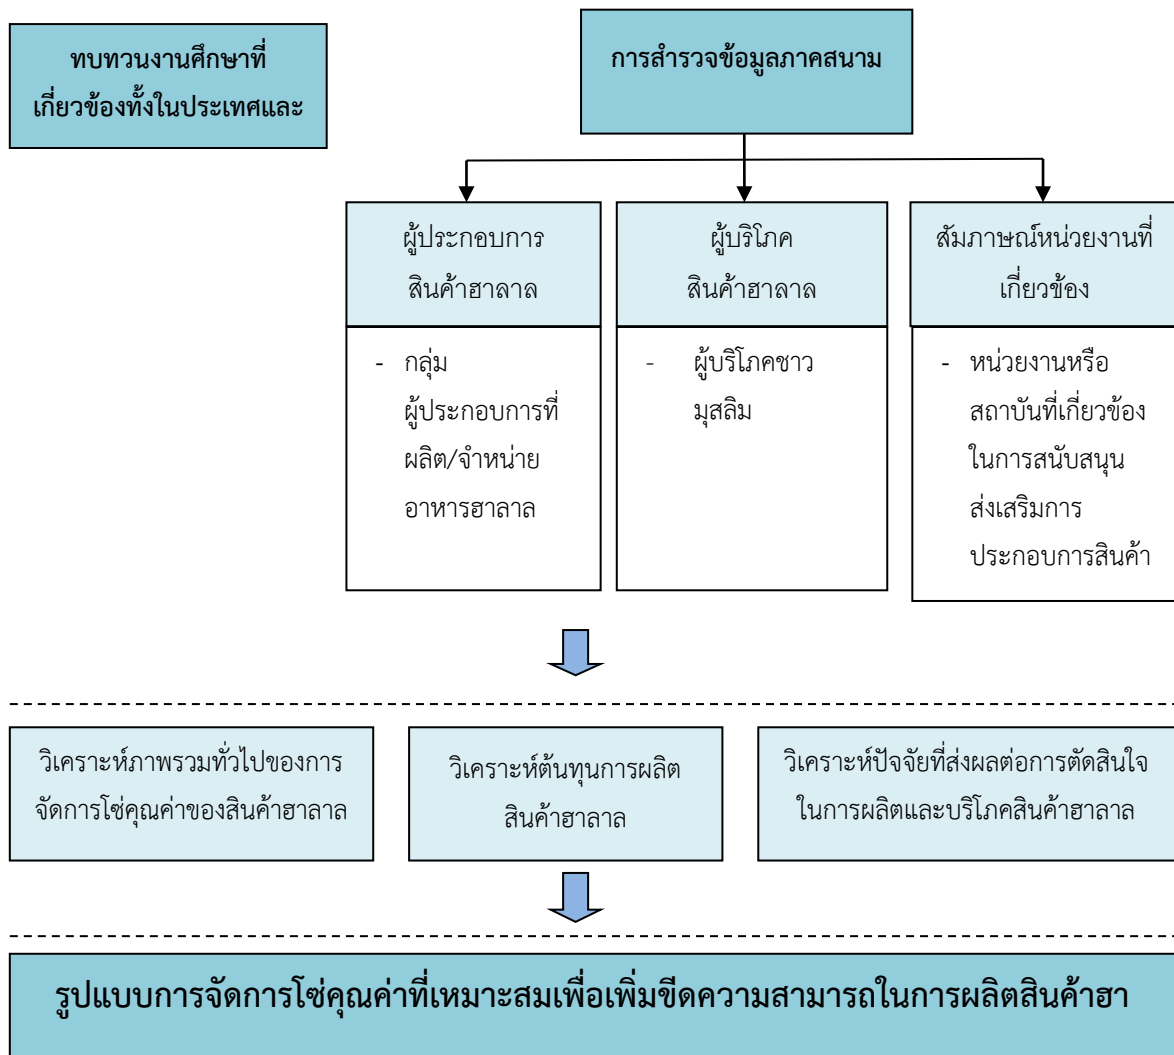 ทบทวนงานศึกษาที่
เกี่ยวข้องทั้งในประเทศและ
การสำรวจข้อมูลภาคสนาม
ผู้ประกอบการ
สินค้าฮาลาล
ผู้บริโภค
สินค้าฮาลาล
สัมภาษณ์หน่วยงานที่
เกี่ยวข้อง
- กลุ่ม
ผู้ประกอบการที่
ผลิต/จำหน่าย
อาหารฮาลาล
- ผู้บริโภคชาว
มุสลิม
- หน่วยงานหรือ
สถาบันที่เกี่ยวข้อง
ในการสนับสนุน
ส่งเสริมการ
ประกอบการสินค้า
วิเคราะห์ภาพรวมทั่วไปของการ
จัดการโซ่คุณค่าของสินค้าฮาลาล
วิเคราะห์ต้นทุนการผลิต
สินค้าฮาลาล
วิเคราะห์ปัจจัยที่ส่งผลต่อการตัดสินใจ
ในการผลิตและบริโภคสินค้าฮาลาล
รูปแบบการจัดการโซ่คุณค่าที่เหมาะสมเพื่อเพิ่มขีดความสามารถในการผลิตสินค้าฮา